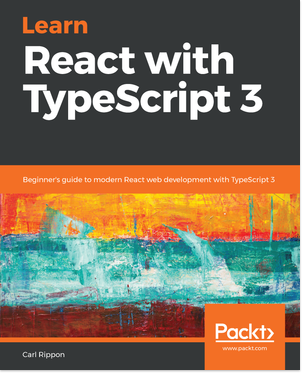 Learn
React with
TypeScript 3
Beginner's guide to modern React web development with TypeScript 3
Packt>
www.packt.com
Carl Rippon